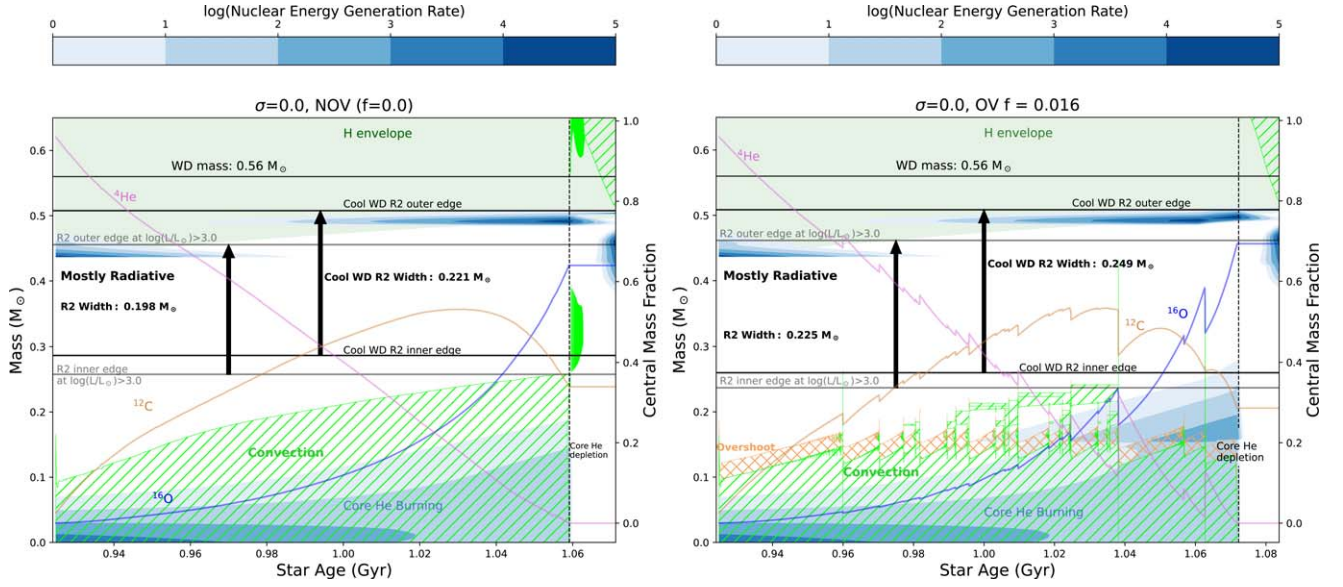 log(Nuclear Energy Generation Rate)
0 1 2 3 4 5
σ=0.0, NOV (f=0.0)
H envelope
WD mass: 0.56 M⊙
⁴He
Cool WD R2 outer edge
R2 outer edge at log(L/L⊙)>3.0
Mostly Radiative
Cool WD R2 Width: 0.221 M⊙
R2 Width: 0.198 M⊙
Cool WD R2 inner edge
R2 inner edge
at log(L/L⊙)>3.0
¹²C
Convection
Core He
depletion
¹⁶O
Core He Burning
0.6
0.5
0.4
0.3
0.2
0.1
0.0
Mass (M⊙)
1.0
0.8
0.6
0.4
0.2
0.0
Central Mass Fraction
0.94 0.96 0.98 1.00 1.02 1.04 1.06
Star Age (Gyr)
log(Nuclear Energy Generation Rate)
0 1 2 3 4 5
σ=0.0, OV f = 0.016
H envelope
⁴He
WD mass: 0.56 M⊙
Cool WD R2 outer edge
R2 outer edge at log(L/L⊙)>3.0
Mostly Radiative
Cool WD R2 Width: 0.249 M⊙
¹⁶O
R2 Width: 0.225 M⊙
¹²C
Cool WD R2 inner edge
R2 inner edge at log(L/L⊙)>3.0
Overshoot
Core He
depletion
Convection
Core He Burning
0.6
0.5
0.4
0.3
0.2
0.1
0.0
Mass (M⊙)
1.0
0.8
0.6
0.4
0.2
0.0
Central Mass Fraction
0.94 0.96 0.98 1.00 1.02 1.04 1.06 1.08
Star Age (Gyr)